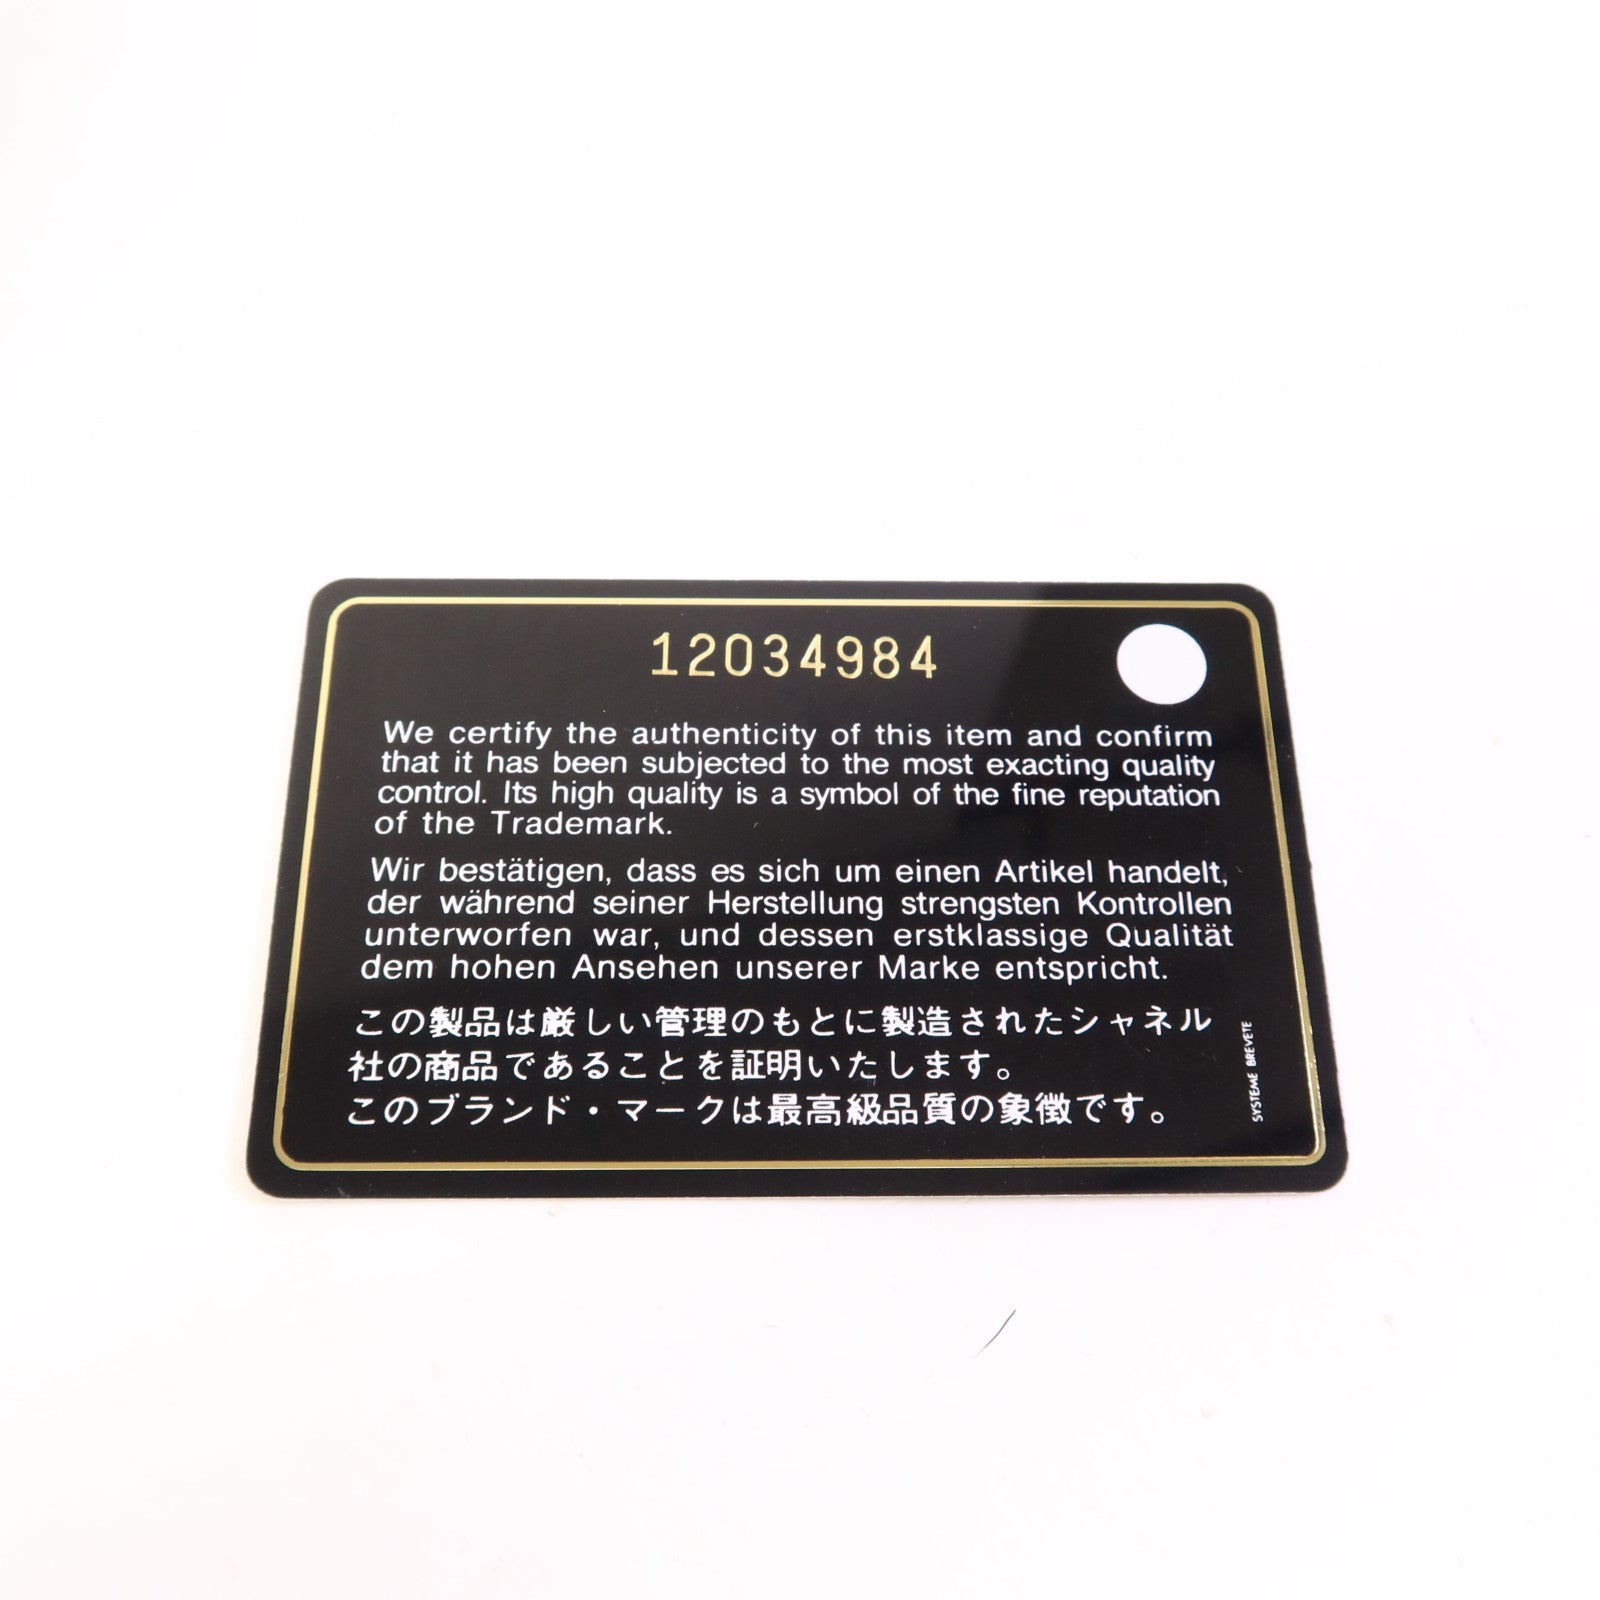 12034984
We certify the authenticity of this item and confirm
that it has been subjected to the most exacting quality
control. Its high quality is a symbol of the fine reputation
of the Trademark.
Wir bestätigen, dass es sich um einen Artikel handelt,
der während seiner Herstellung strengsten Kontrollen
unterworfen war, und dessen erstklassige Qualität
dem hohen Ansehen unserer Marke entspricht.
この製品は厳しい管理のもとに製造されたシャネル
社の商品であることを証明いたします。
このブランド・マークは最高級品質の象徴です。
SYSTEME BREVETE